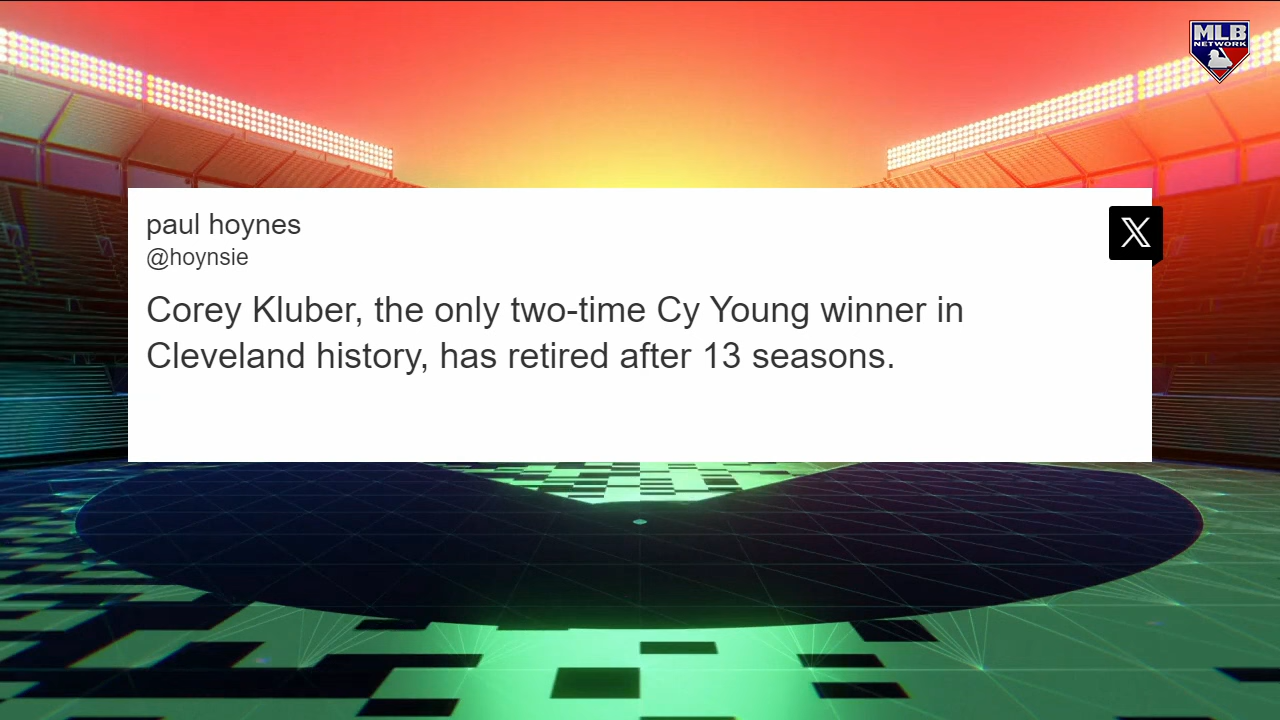 MLB
NETWORK
paul hoynes
@hoynsie
Corey Kluber, the only two-time Cy Young winner in
Cleveland history, has retired after 13 seasons.